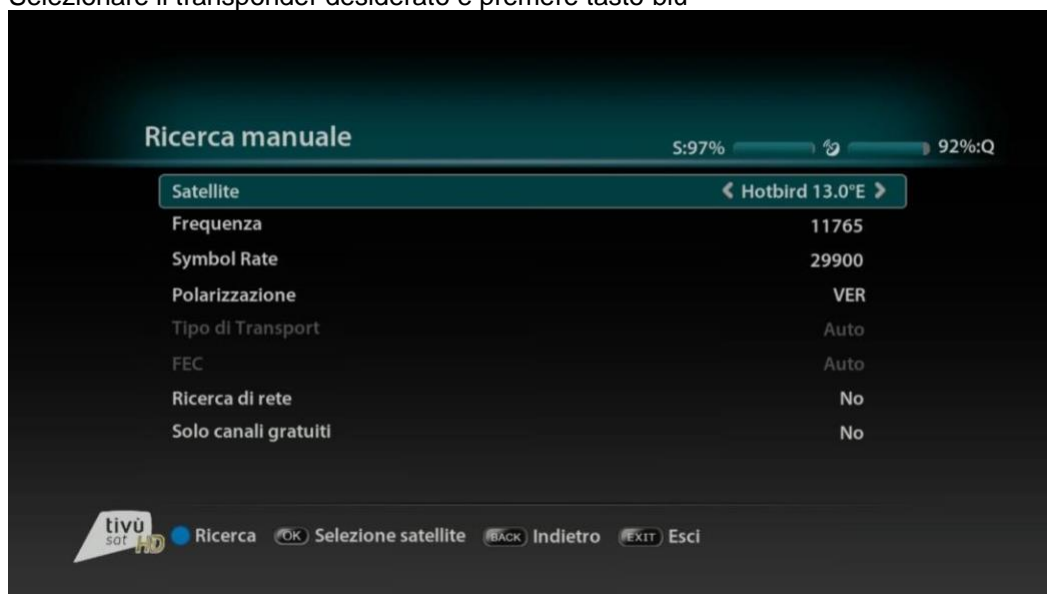 Selezionare il transponder desiderato e premere tasto blu
Ricerca manuale
S:97% 92%:Q
Satellite Hotbird 13.0°E
Frequenza 11765
Symbol Rate 29900
Polarizzazione VER
Tipo di Transport Auto
FEC Auto
Ricerca di rete No
Solo canali gratuiti No
tivù
sat HD
Ricerca OK Selezione satellite BACK Indietro EXIT Esci